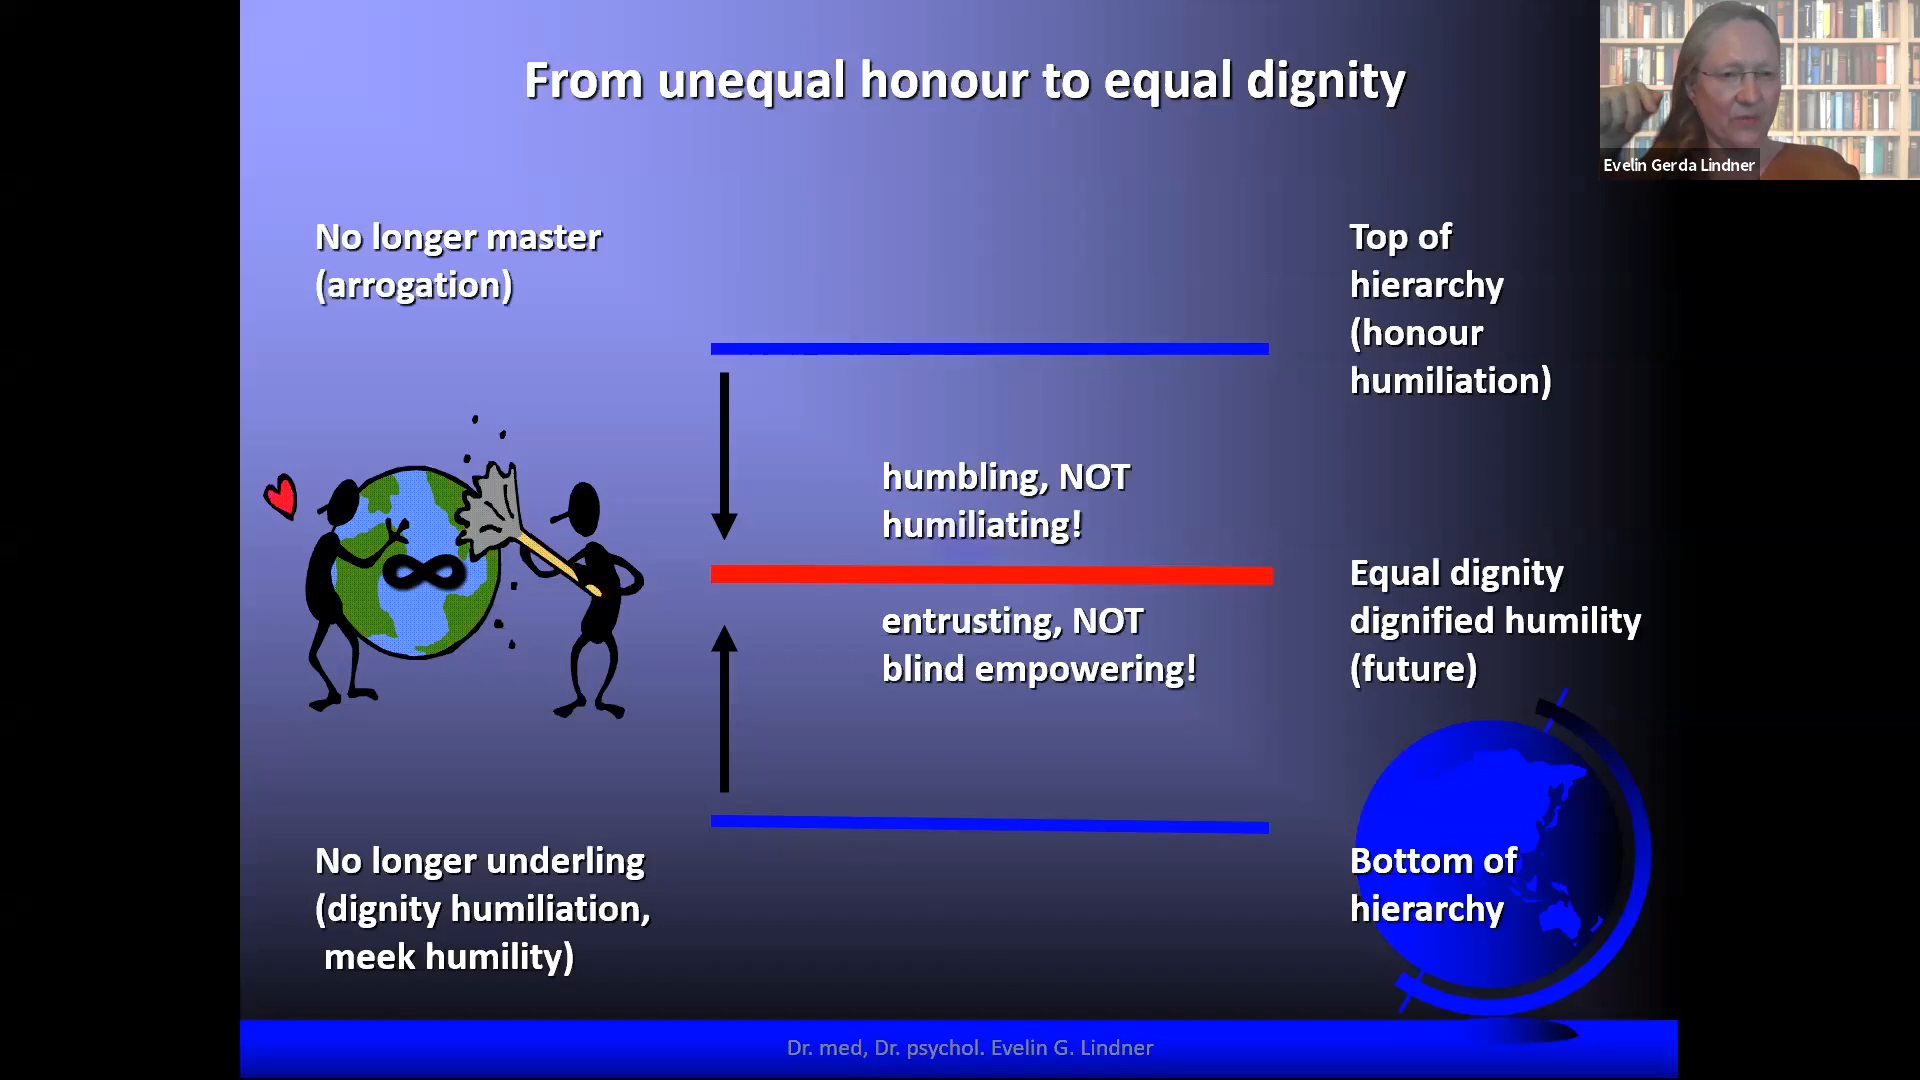 From unequal honour to equal dignity
Evelin Gerda Lindner
No longer master
(arrogation)
Top of
hierarchy
(honour
humiliation)
humbling, NOT
humiliating!
entrusting, NOT
blind empowering!
Equal dignity
dignified humility
(future)
No longer underling
(dignity humiliation,
meek humility)
Bottom of
hierarchy
Dr. med, Dr. psychol. Evelin G. Lindner